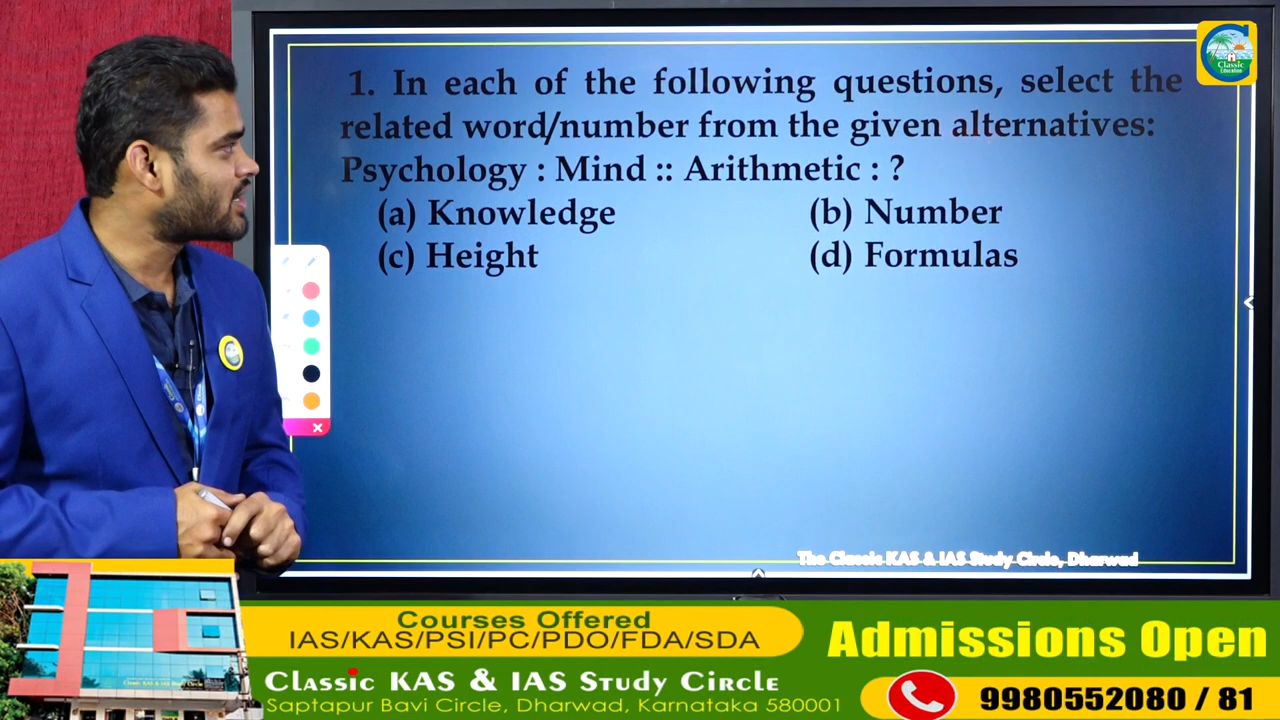 1. In each of the following questions, select the
related word/number from the given alternatives:
Psychology : Mind :: Arithmetic : ?
(a) Knowledge (b) Number
(c) Height (d) Formulas
Classic
Education
The Classic KAS & IAS Study Circle, Dharwad
Courses Offered
IAS/KAS/PSI/PC/PDO/FDA/SDA
Admissions Open
Classic KAS & IAS Study Circle
Saptapur Bavi Circle, Dharwad, Karnataka 580001
9980552080 / 81